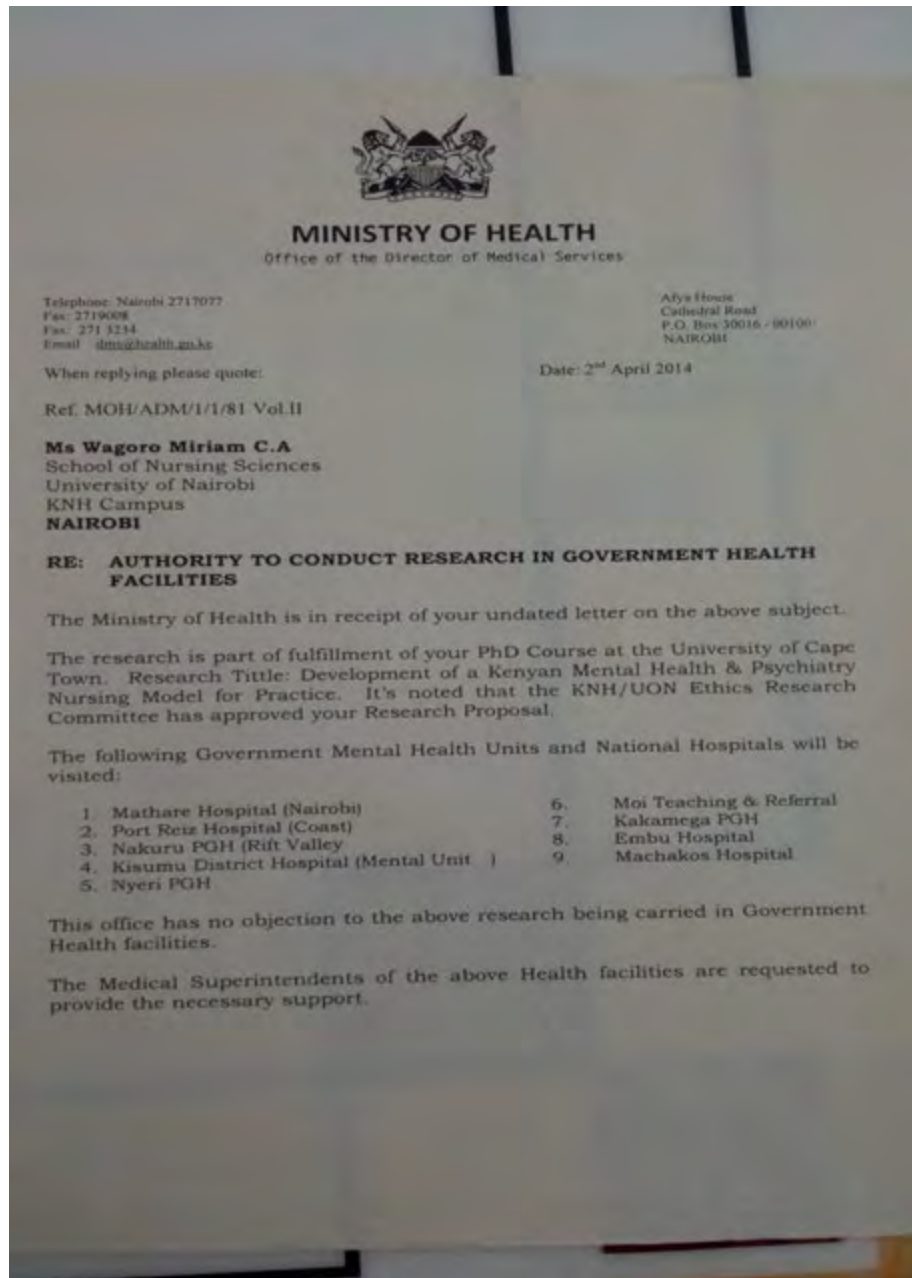 MINISTRY OF HEALTH
Office of the Director of Medical Services
Telephone: Nairobi 2717077
Fax: 2719008
Fax: 271 5234
Email dms@health.go.ke
Afya House
Cathedral Road
P.O. Box 30016 - 00100
NAIROBI
When replying please quote:
Date: 2nd April 2014
Ref. MOH/ADM/1/1/81 Vol.II
Ms Wagoro Miriam C.A
School of Nursing Sciences
University of Nairobi
KNH Campus
NAIROBI
RE: AUTHORITY TO CONDUCT RESEARCH IN GOVERNMENT HEALTH
FACILITIES
The Ministry of Health is in receipt of your undated letter on the above subject.
The research is part of fulfillment of your PhD Course at the University of Cape
Town. Research Tittle: Development of a Kenyan Mental Health & Psychiatry
Nursing Model for Practice. It's noted that the KNH/UON Ethics Research
Committee has approved your Research Proposal.
The following Government Mental Health Units and National Hospitals will be
visited:
1. Mathare Hospital (Nairobi)
2. Port Reiz Hospital (Coast)
3. Nakuru PGH (Rift Valley
4. Kisumu District Hospital (Mental Unit )
5. Nyeri PGH
6. Moi Teaching & Referral
7. Kakamega PGH
8. Embu Hospital
9. Machakos Hospital
This office has no objection to the above research being carried in Government
Health facilities.
The Medical Superintendents of the above Health facilities are requested to
provide the necessary support.